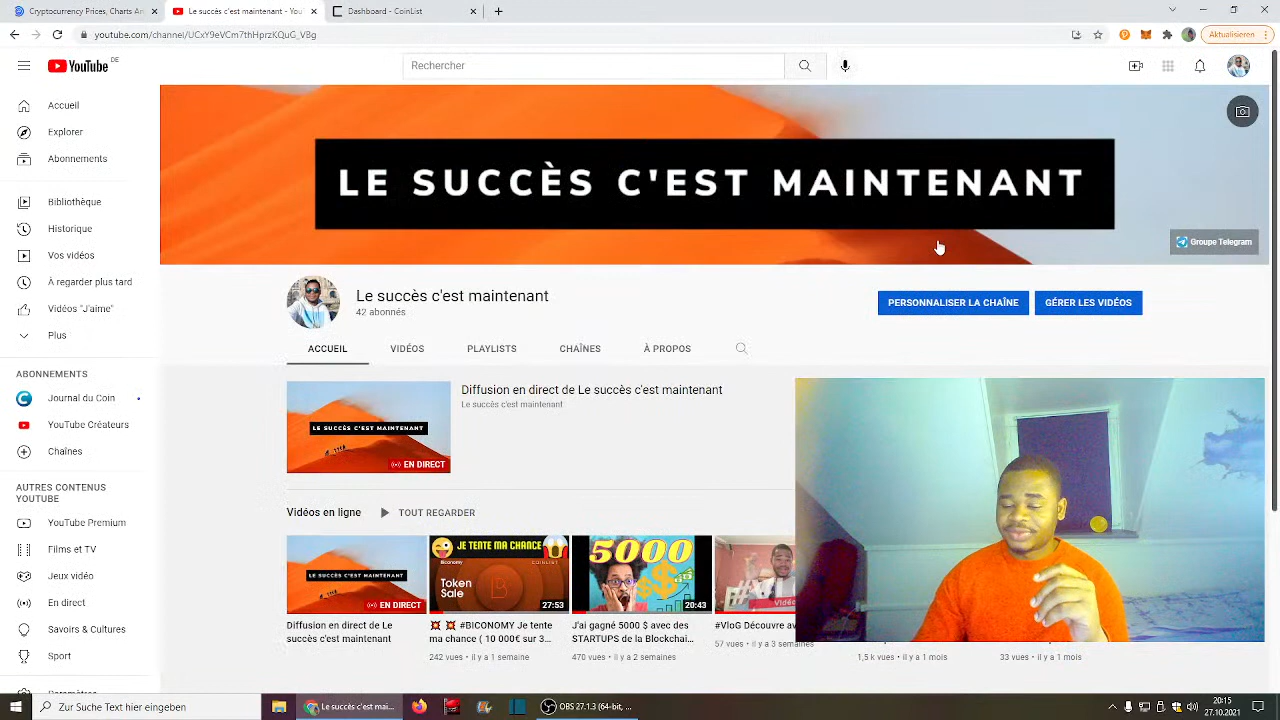 Cryptocurrency Prices, Charts An
Le succès c'est maintenant - You
Dashboard - CoinList
youtube.com/channel/UCxY9eVCm7thHprzKQuG_VBg
Aktualisieren
YouTube DE
Rechercher
Accueil
Explorer
Abonnements
Bibliothèque
Historique
Vos vidéos
À regarder plus tard
Vidéos "J'aime"
Plus
ABONNEMENTS
Journal du Coin
YouTube Créateurs
Chaînes
AUTRES CONTENUS
YOUTUBE
YouTube Premium
Films et TV
Jeux vidéo
En direct
Savoirs & Cultures
Sport
LE SUCCÈS C'EST MAINTENANT
Groupe Telegram
Le succès c'est maintenant
42 abonnés
PERSONNALISER LA CHAÎNE
GÉRER LES VIDÉOS
ACCUEIL VIDÉOS PLAYLISTS CHAÎNES À PROPOS
LE SUCCÈS C'EST MAINTENANT
EN DIRECT
Diffusion en direct de Le succès c'est maintenant
Le succès c'est maintenant
Vidéos en ligne
TOUT REGARDER
LE SUCCÈS C'EST MAINTENANT
EN DIRECT
Diffusion en direct de Le
succès c'est maintenant
JE TENTE MA CHANCE
Biconomy
COINLIST
Token
Sale
27:53
#BICONOMY Je tente
ma chance ( 10 000€ sur 3...
242 vues • il y a 1 semaine
5000
20:43
J'ai gagné 5000 $ avec des
STARTUPS de la Blockchai...
470 vues • il y a 2 semaines
#VloG Découvre av
57 vues • il y a 3 semaines
1,5 k vues • il y a 1 mois
33 vues • il y a 1 mois
Zur Suche Text hier eingeben
Le succès c'est mai...
OBS 27.1.3 (64-bit, ...
20:15
27.10.2021